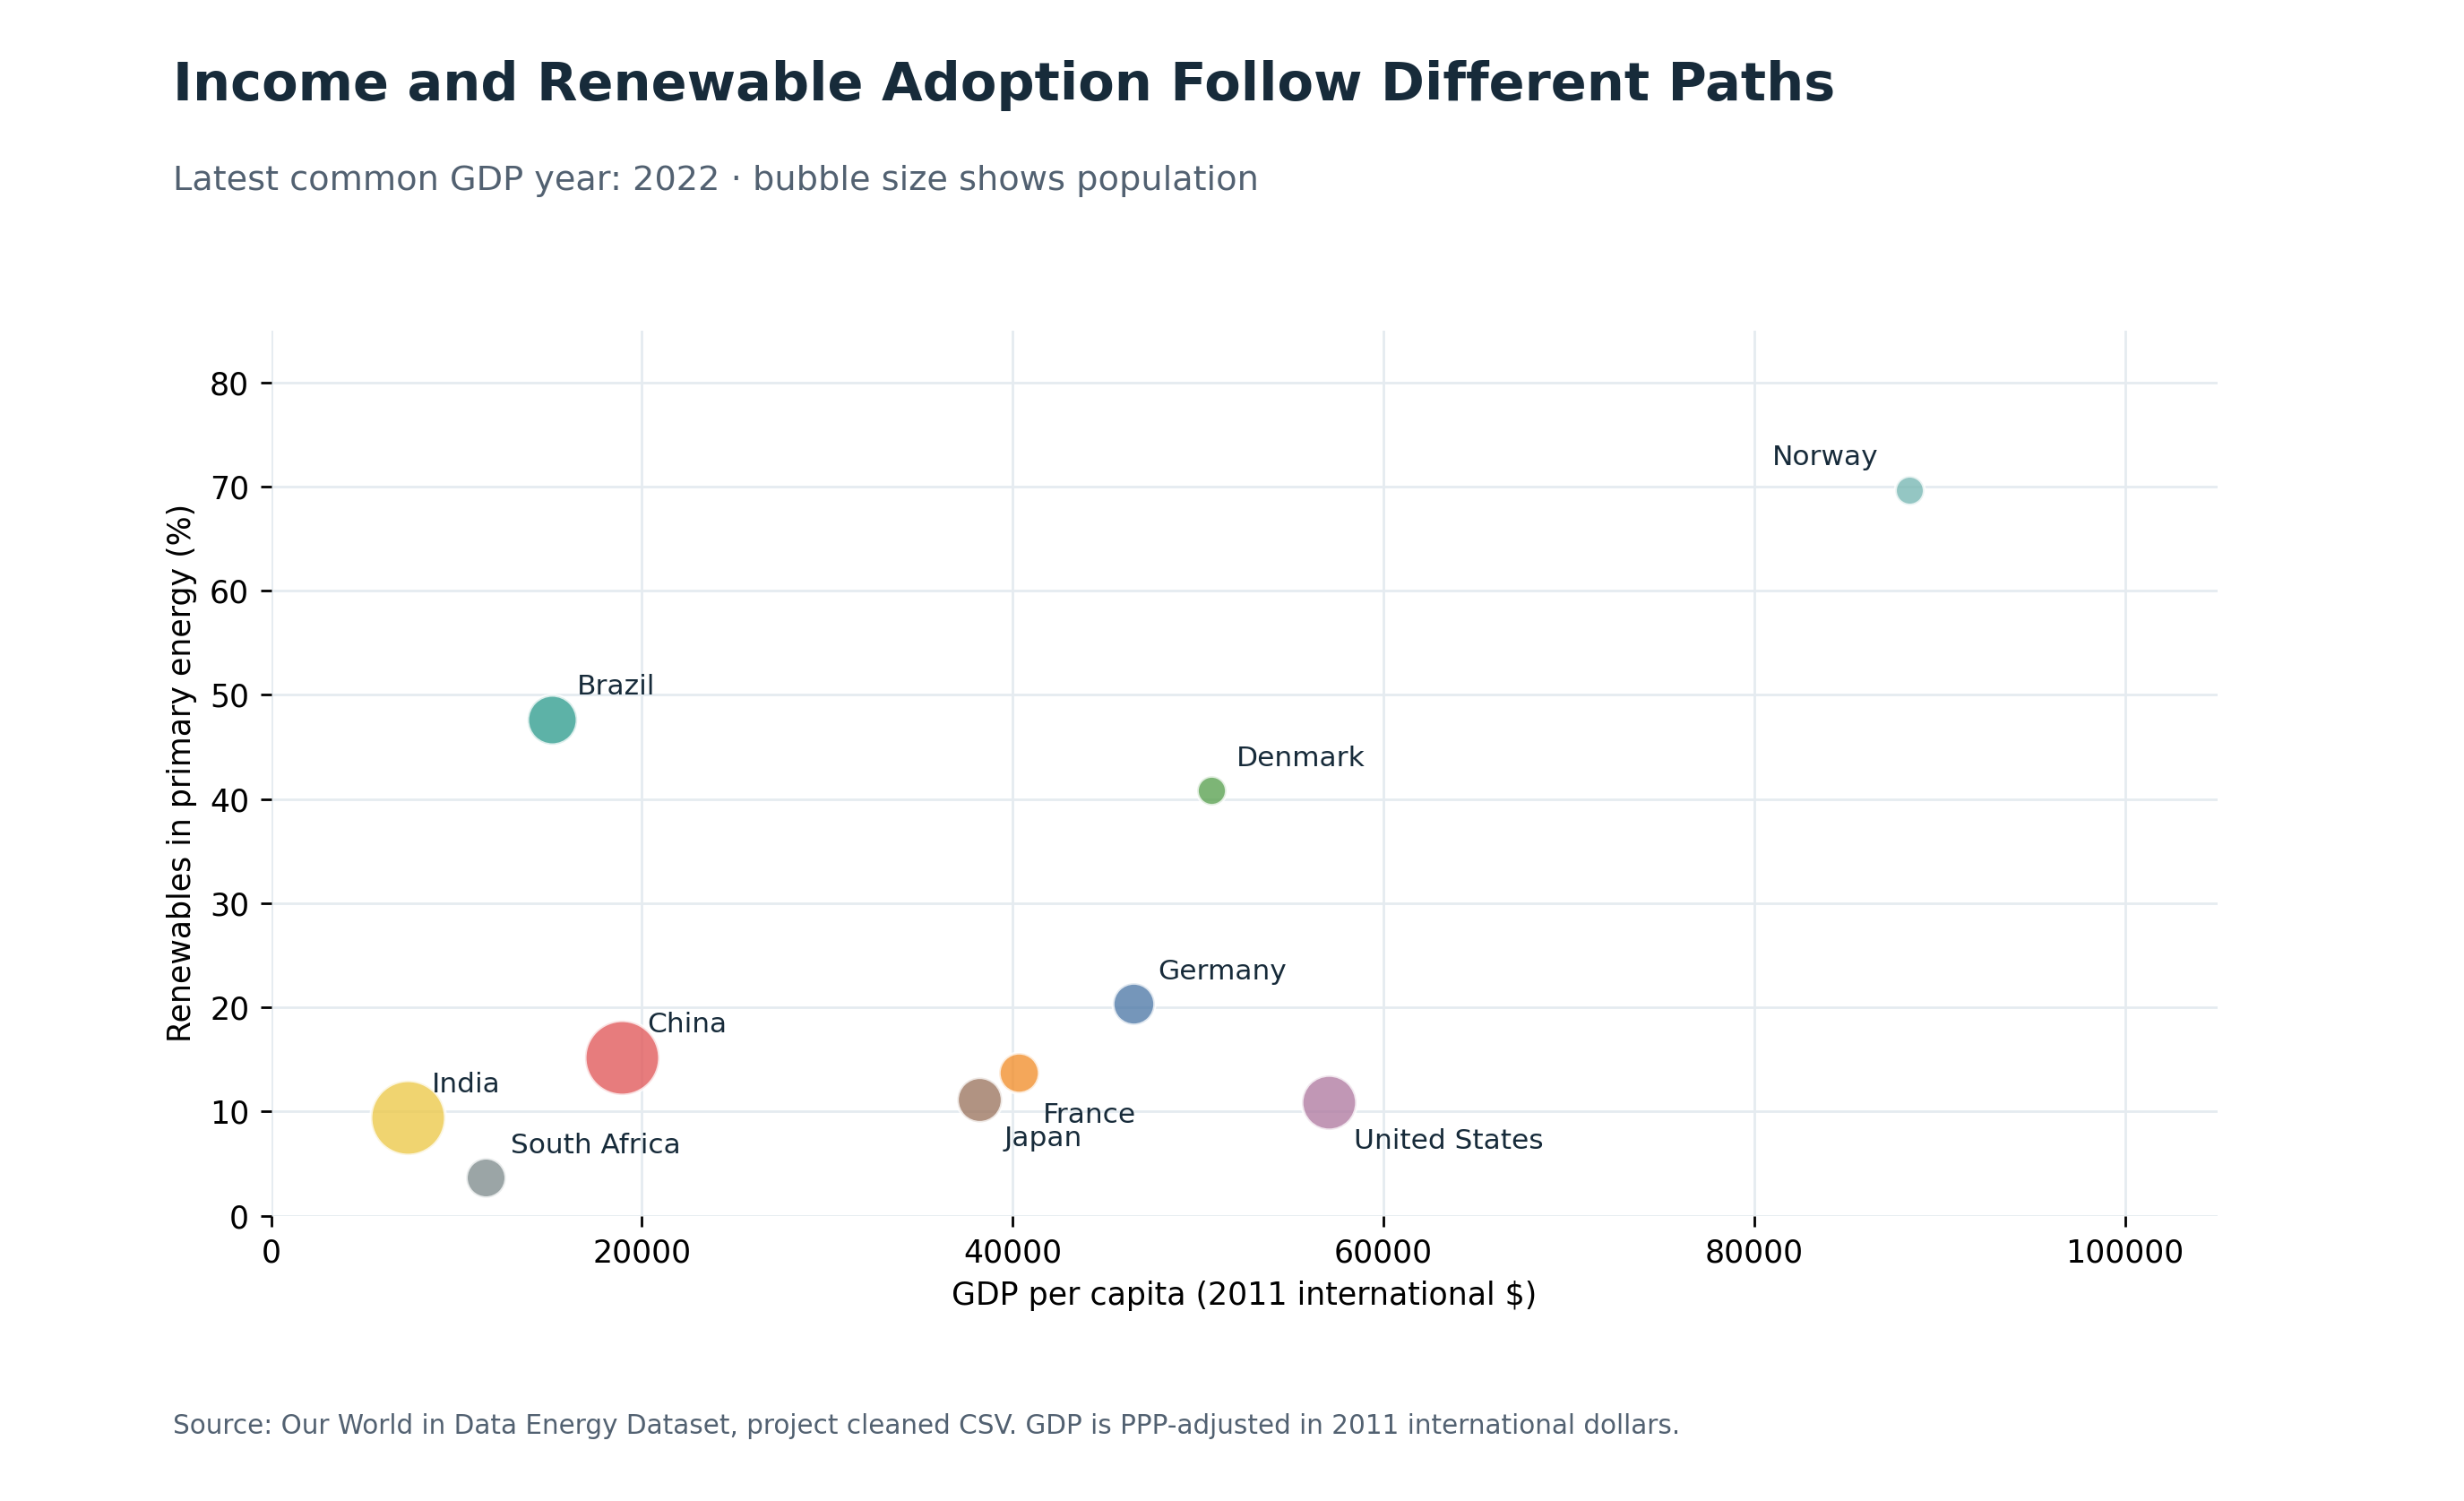 Income and Renewable Adoption Follow Different Paths
Latest common GDP year: 2022 · bubble size shows population
Renewables in primary energy (%)
80
70
60
50
40
30
20
10
0
Norway
Brazil
Denmark
Germany
China
India
France
Japan
United States
South Africa
0 20000 40000 60000 80000 100000
GDP per capita (2011 international $)
Source: Our World in Data Energy Dataset, project cleaned CSV. GDP is PPP-adjusted in 2011 international dollars.